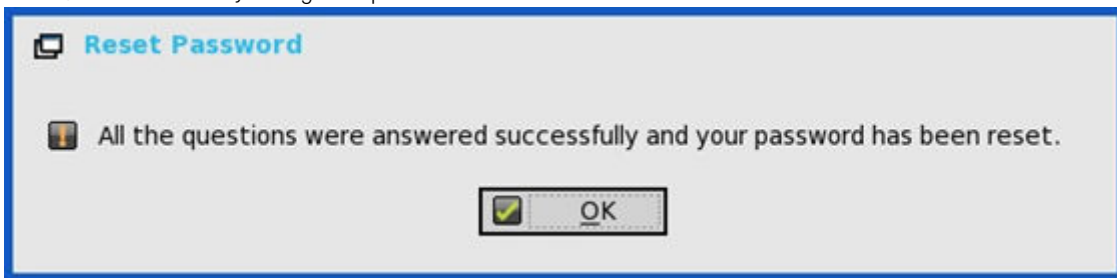 Reset Password
All the questions were answered successfully and your password has been reset.
OK